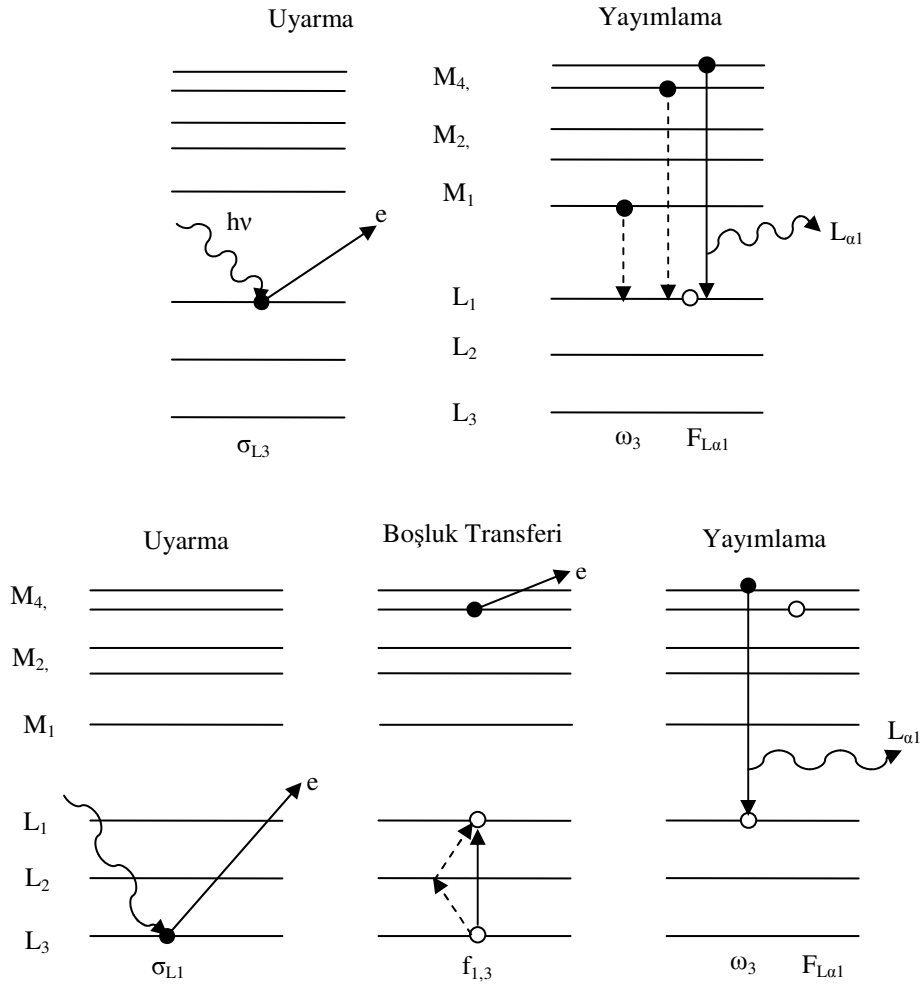 Uyarma Yayımlama
M4,
M2,
M1
hν e
Lα1
L1
L2
L3
σL3 ω3 FLα1
Uyarma Boşluk Transferi Yayımlama
e
M4,
M2,
M1
Lα1
e
L1
L2
L3
σL1 f1,3 ω3 FLα1